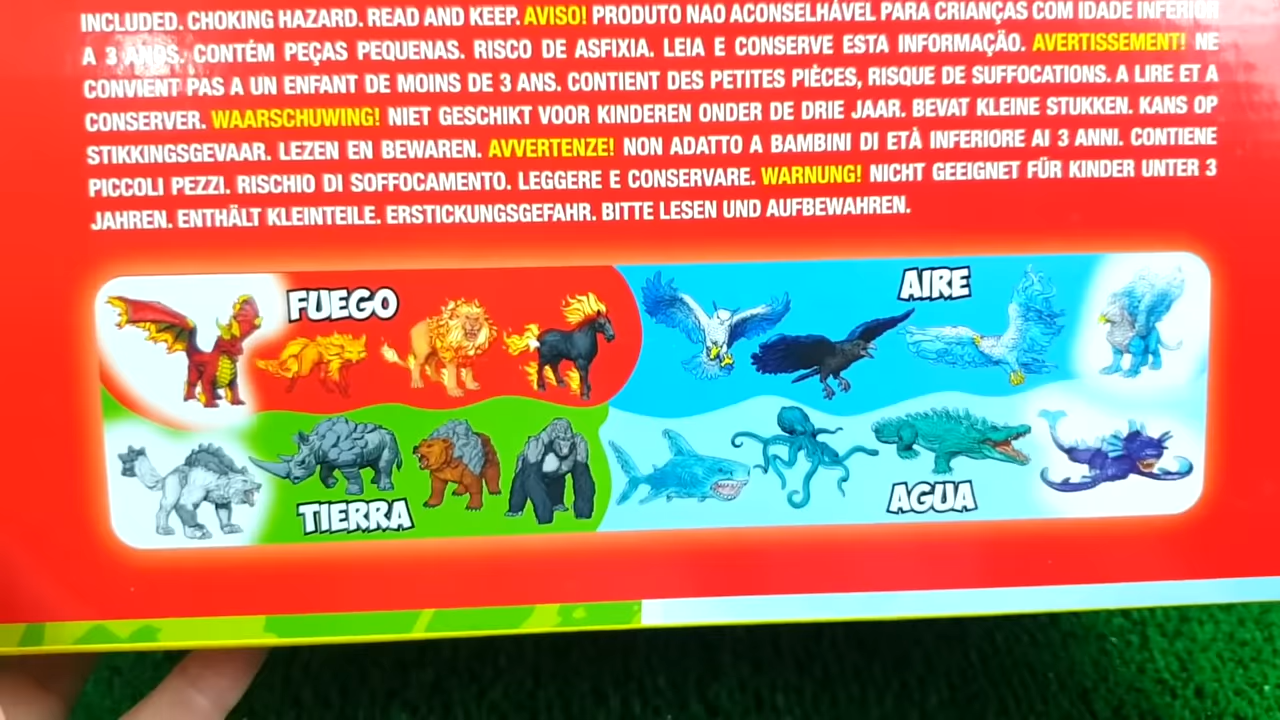 INCLUDED. CHOKING HAZARD. READ AND KEEP. AVISO! PRODUTO NAO ACONSELHÁVEL PARA CRIANÇAS COM IDADE INFERIOR
A 3 ANOS. CONTÉM PEÇAS PEQUENAS. RISCO DE ASFIXIA. LEIA E CONSERVE ESTA INFORMAÇÃO. AVERTISSEMENT! NE
CONVIENT PAS A UN ENFANT DE MOINS DE 3 ANS. CONTIENT DES PETITES PIÈCES, RISQUE DE SUFFOCATIONS. A LIRE ET A
CONSERVER. WAARSCHUWING! NIET GESCHIKT VOOR KINDEREN ONDER DE DRIE JAAR. BEVAT KLEINE STUKKEN. KANS OP
STIKKINGSGEVAAR. LEZEN EN BEWAREN. AVVERTENZE! NON ADATTO A BAMBINI DI ETÀ INFERIORE AI 3 ANNI. CONTIENE
PICCOLI PEZZI. RISCHIO DI SOFFOCAMENTO. LEGGERE E CONSERVARE. WARNUNG! NICHT GEEIGNET FÜR KINDER UNTER 3
JAHREN. ENTHÄLT KLEINTEILE. ERSTICKUNGSGEFAHR. BITTE LESEN UND AUFBEWAHREN.
FUEGO
AIRE
TIERRA
AGUA